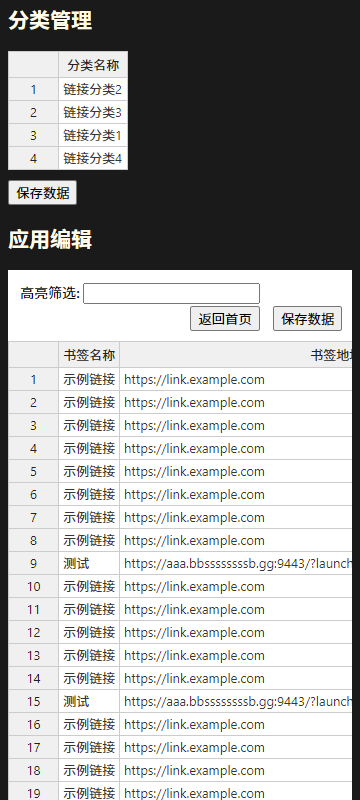 分类管理
分类名称
1 链接分类2
2 链接分类3
3 链接分类1
4 链接分类4
保存数据
应用编辑
高亮筛选:
返回首页 保存数据
书签名称 书签地
1 示例链接 https://link.example.com
2 示例链接 https://link.example.com
3 示例链接 https://link.example.com
4 示例链接 https://link.example.com
5 示例链接 https://link.example.com
6 示例链接 https://link.example.com
7 示例链接 https://link.example.com
8 示例链接 https://link.example.com
9 测试 https://aaa.bbsssssssb.gg:9443/?launch
10 示例链接 https://link.example.com
11 示例链接 https://link.example.com
12 示例链接 https://link.example.com
13 示例链接 https://link.example.com
14 示例链接 https://link.example.com
15 测试 https://aaa.bbsssssssb.gg:9443/?launch
16 示例链接 https://link.example.com
17 示例链接 https://link.example.com
18 示例链接 https://link.example.com
19 示例链接 https://link.example.com